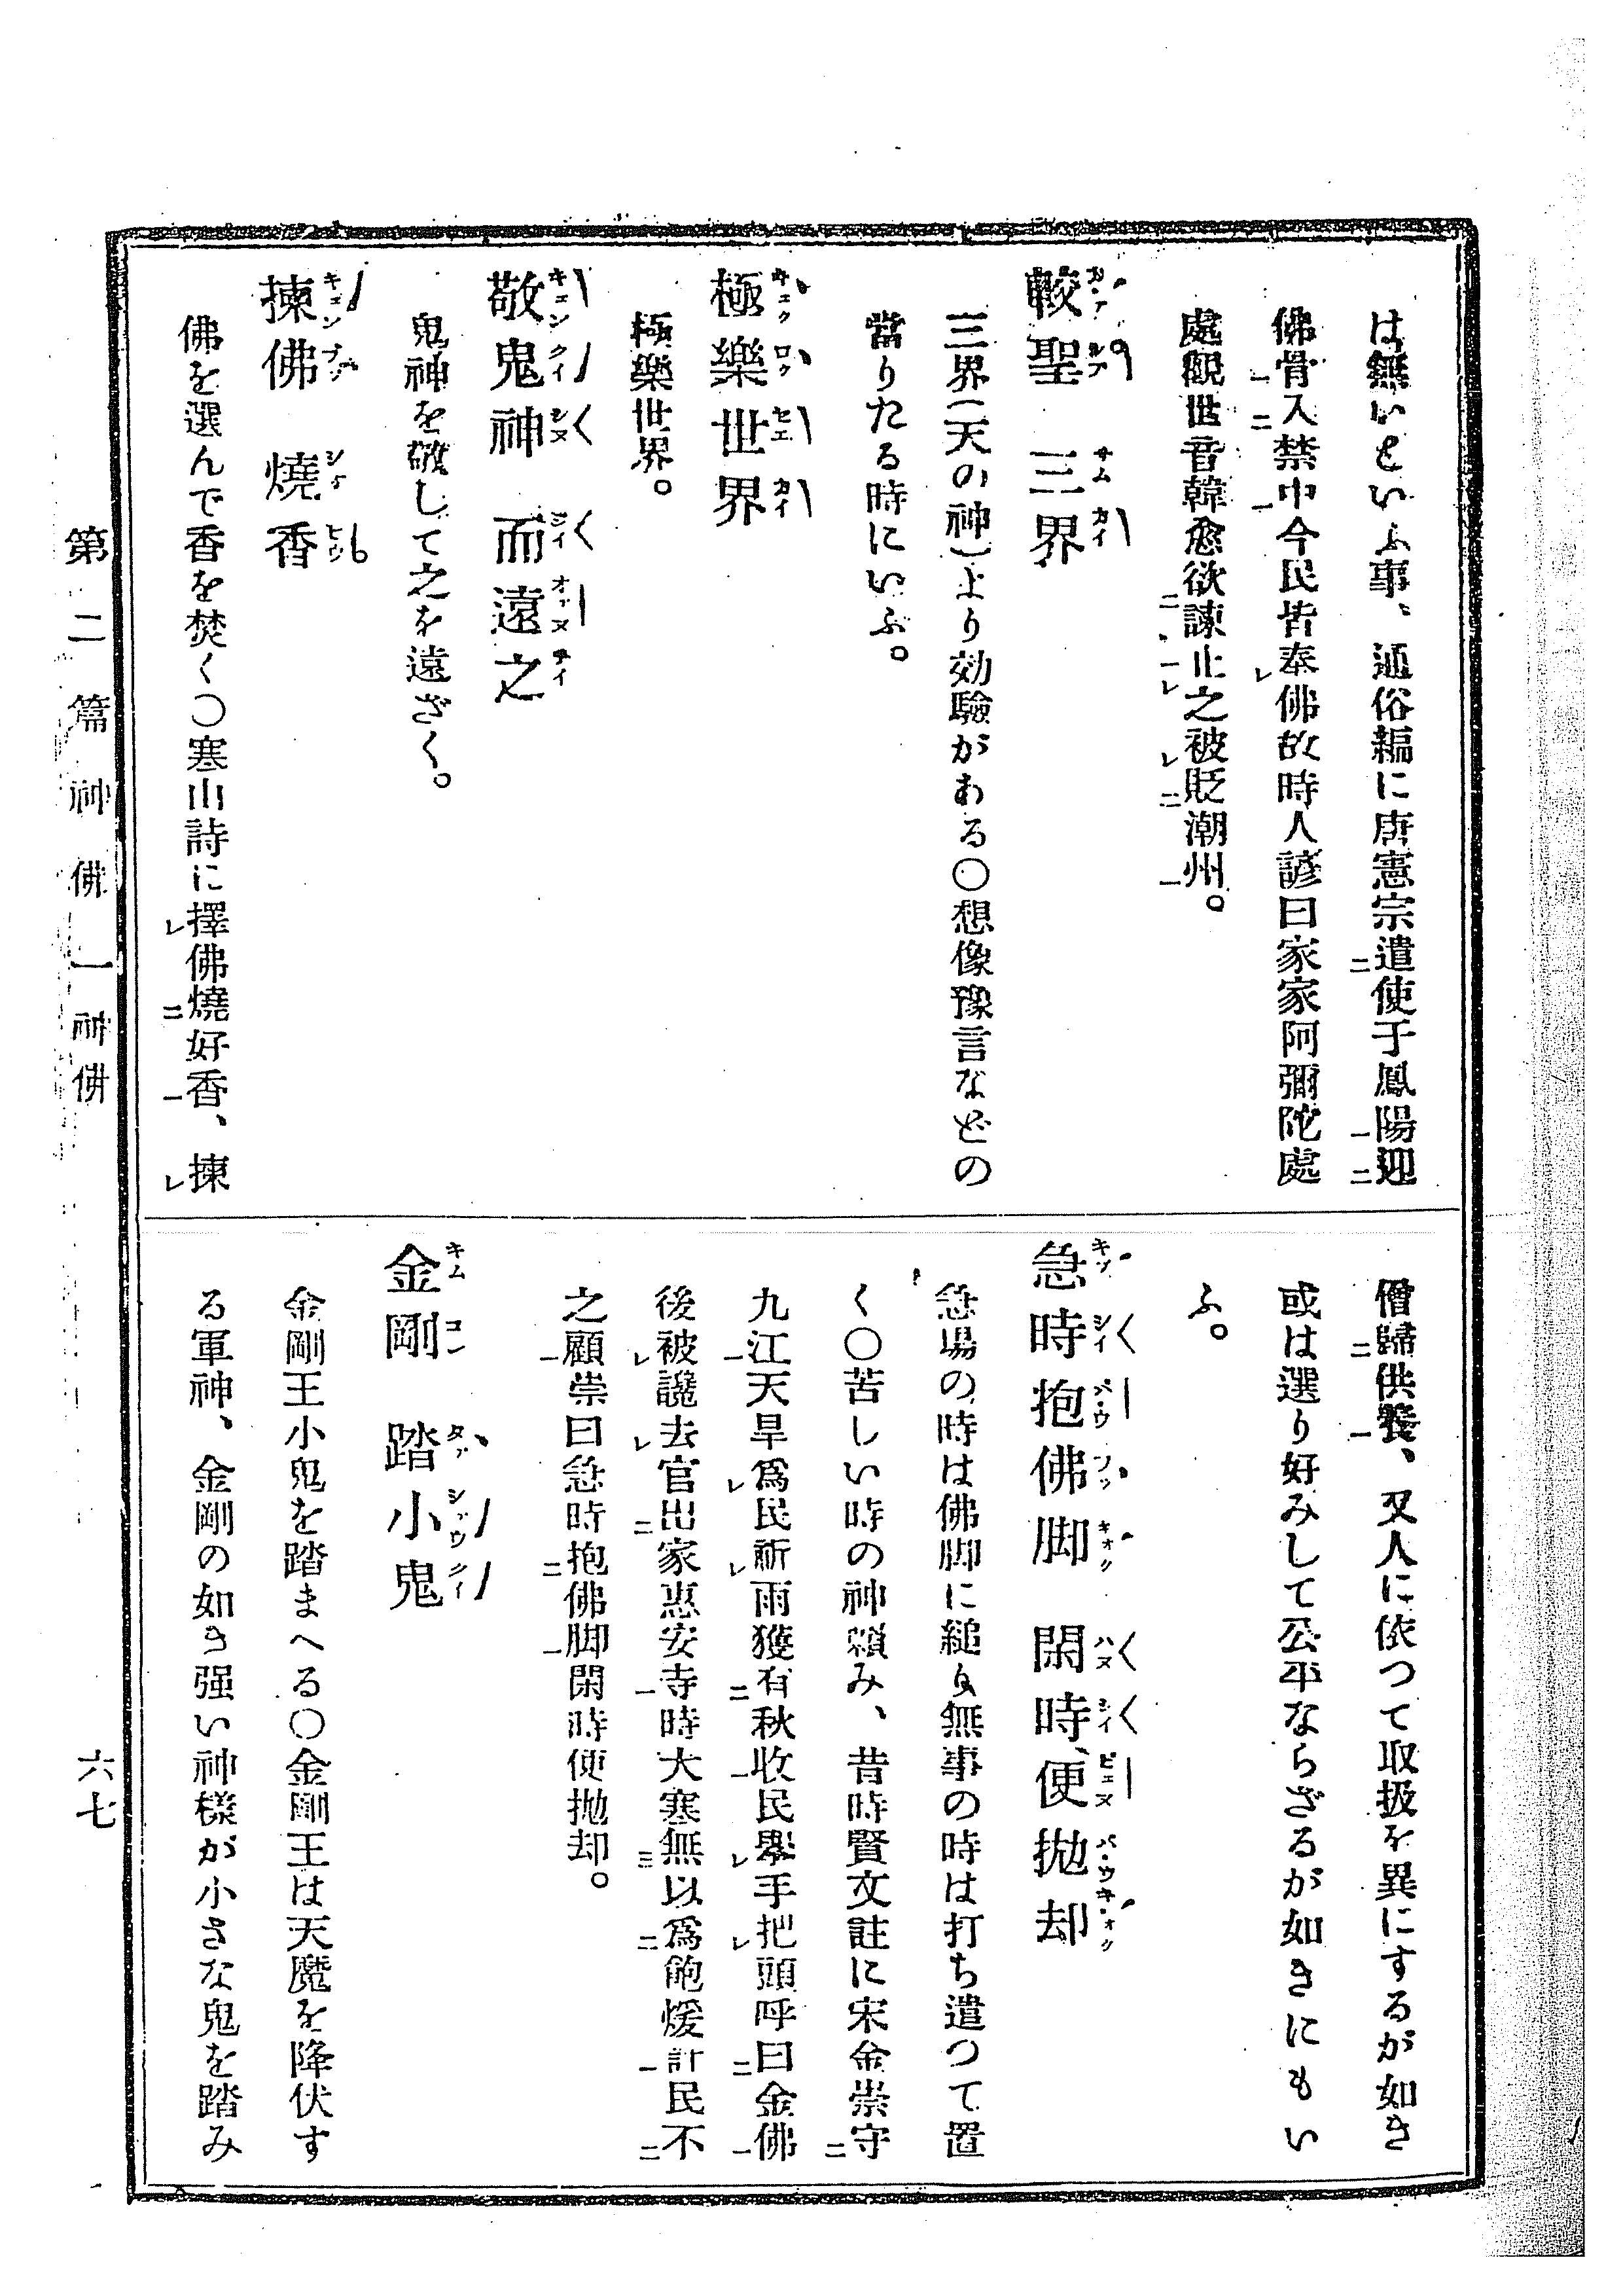 は無いといふ事、通俗編に唐憲宗遣使于鳳陽迎
佛骨入禁中今民皆奉佛故時人諺曰家家阿彌陀處
處觀世音韓愈欲諫止之被貶潮州。
較聖 三界
三界(天の神)より効驗がある〇想像豫言などの
當りたる時にいふ。
極樂世界
極樂世界。
敬鬼神 而遠之
鬼神を敬して之を遠ざく。
揀佛 燒香
佛を選んで香を焚く〇寒山詩に擇佛燒好香、揀
僧歸供養、又人に依つて取扱を異にするが如き
或は選り好みして公平ならざるが如きにもい
ふ。
急時抱佛脚 閑時便拋却
急場の時は佛脚に縋り無事の時は打ち遣つて置
く〇苦しい時の神頼み、昔時賢文註に宋金崇守
九江天旱爲民祈雨獲有秋收民擧手把頭呼曰金佛
後被讒去官出家惠安寺時大寒無以爲飽煖計民不
之顧崇曰急時抱佛脚閑時便拋却。
金剛 踏小鬼
金剛王小鬼を踏まへる〇金剛王は天魔を降伏す
る軍神、金剛の如き强い神樣が小さな鬼を踏み
第二篇 神佛 一 神佛
六七